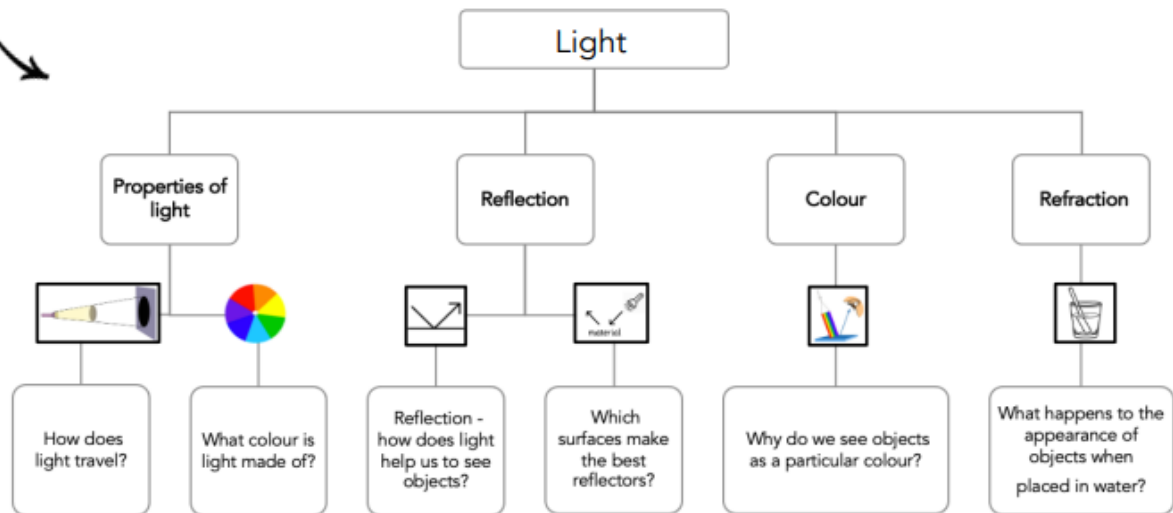 Light
Properties of
light
Reflection
Colour
Refraction
material
How does
light travel?
What colour is
light made of?
Reflection -
how does light
help us to see
objects?
Which
surfaces make
the best
reflectors?
Why do we see objects
as a particular colour?
What happens to the
appearance of
objects when
placed in water?